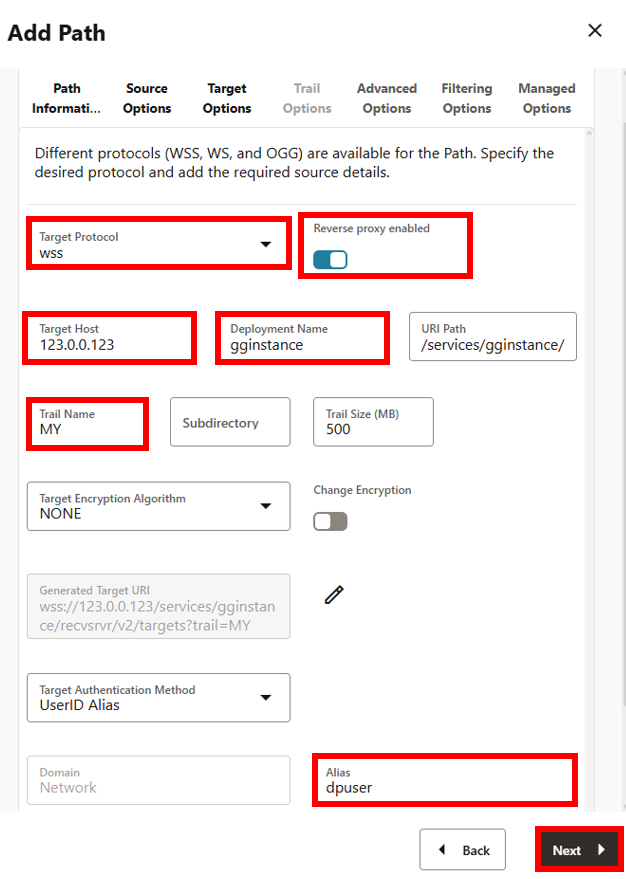 Add Path
Path Source Target Trail Advanced Filtering Managed
Informati... Options Options Options Options Options Options
Different protocols (WSS, WS, and OGG) are available for the Path. Specify the
desired protocol and add the required source details.
Target Protocol
wss
Reverse proxy enabled
Target Host
123.0.0.123
Deployment Name
gginstance
URI Path
/services/gginstance/
Trail Name
MY
Subdirectory
Trail Size (MB)
500
Target Encryption Algorithm
NONE
Change Encryption
Generated Target URI
wss://123.0.0.123/services/gginstan
ce/recvsrvr/v2/targets?trail=MY
Target Authentication Method
UserID Alias
Domain
Network
Alias
dpuser
Back
Next